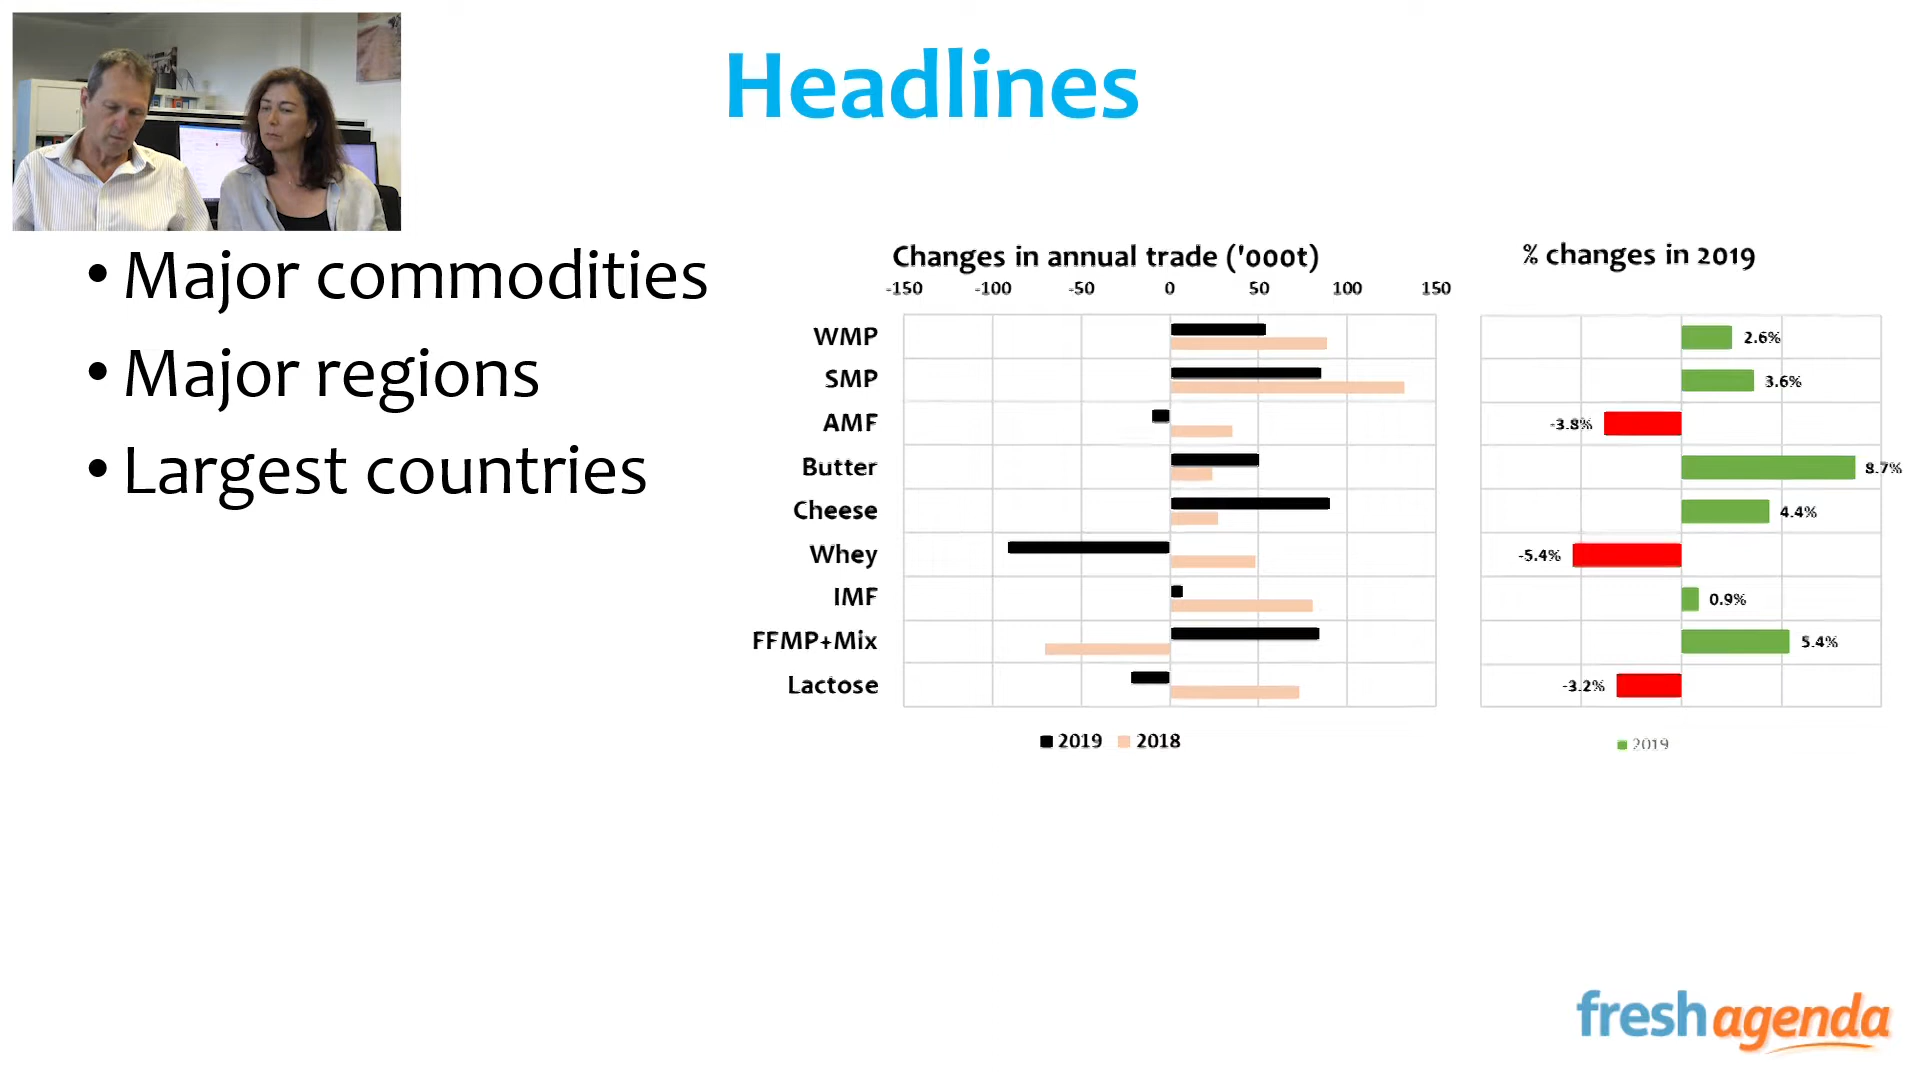 Headlines
• Major commodities
• Major regions
• Largest countries
Changes in annual trade ('000t)
-150 -100 -50 0 50 100 150
WMP
SMP
AMF
Butter
Cheese
Whey
IMF
FFMP+Mix
Lactose
2019 2018
% changes in 2019
2.6%
3.6%
-3.8%
8.7%
4.4%
-5.4%
0.9%
5.4%
-3.2%
2019
fresh agenda